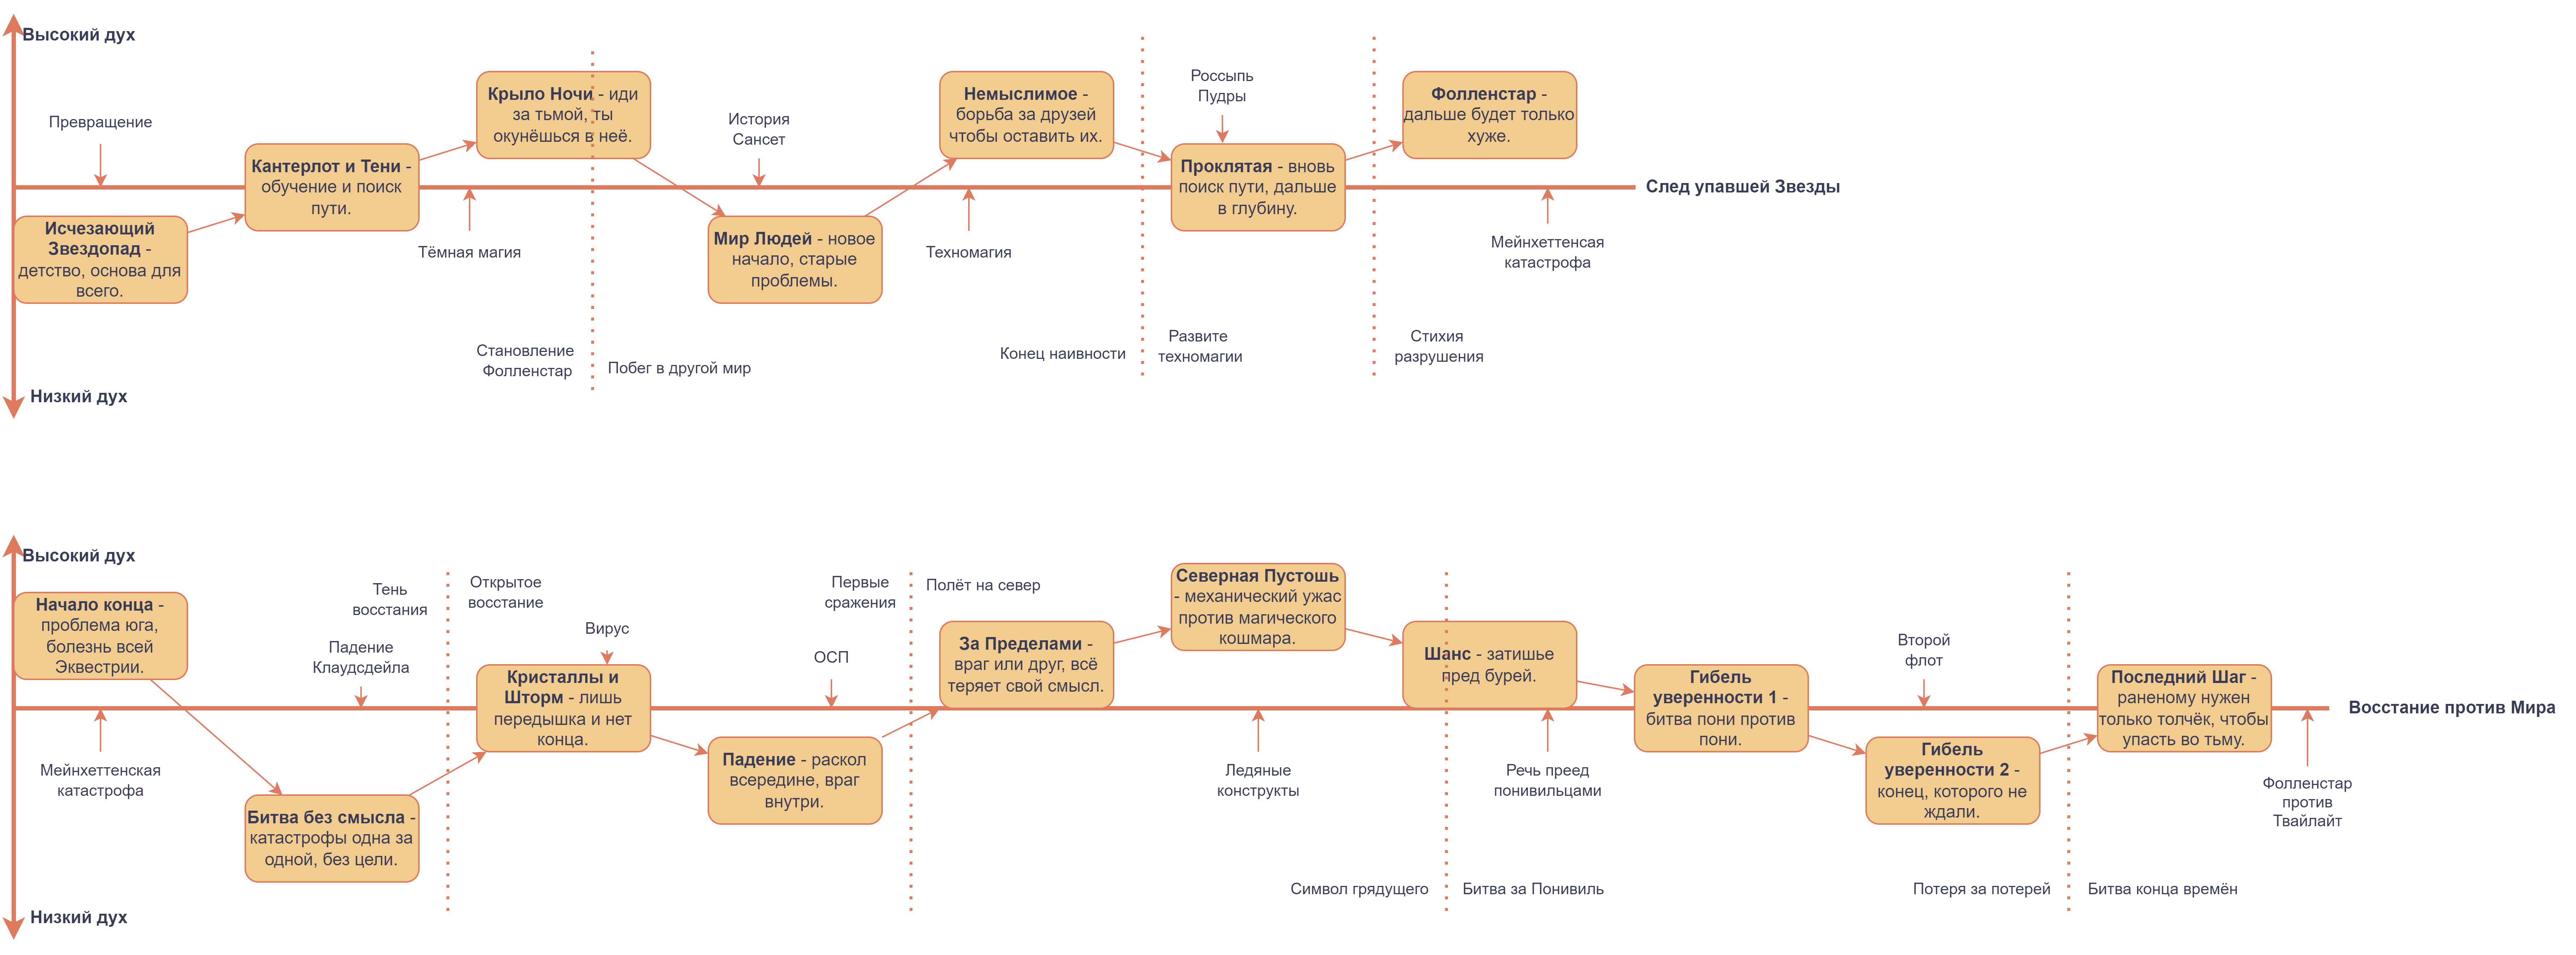 Высокий дух
Превращение
Исчезающий
Звездопад -
детство, основа для
всего.
Кантерлот и Тени -
обучение и поиск
пути.
Тёмная магия
Крыло Ночи - иди
за тьмой, ты
окунёшься в неё.
Становление
Фолленстар
Побег в другой мир
История
Сансет
Мир Людей - новое
начало, старые
проблемы.
Немыслимое -
борьба за друзей
чтобы оставить их.
Техномагия
Конец наивности
Россыпь
Пудры
Проклятая - вновь
поиск пути, дальше
в глубину.
Развите
техномагии
Стихия
разрушения
Фолленстар -
дальше будет только
хуже.
Мейнхеттенсая
катастрофа
След упавшей Звезды
Низкий дух
Высокий дух
Начало конца -
проблема юга,
болезнь всей
Эквестрии.
Мейнхеттенская
катастрофа
Битва без смысла -
катастрофы одна за
одной, без цели.
Падение
Клаудсдейла
Тень
восстания
Открытое
восстание
Вирус
Кристаллы и
Шторм - лишь
передышка и нет
конца.
Падение - раскол
всередине, враг
внутри.
ОСП
Первые
сражения
Полёт на север
За Пределами -
враг или друг, всё
теряет свой смысл.
Северная Пустошь
- механический ужас
против магического
кошмара.
Ледяные
конструкты
Шанс - затишье
пред бурей.
Символ грядущего
Битва за Понивиль
Речь преед
понивильцами
Гибель
уверенности 1 -
битва пони против
пони.
Второй
флот
Гибель
уверенности 2 -
конец, которого не
ждали.
Потеря за потерей
Битва конца времён
Последний Шаг -
раненому нужен
только толчёк, чтобы
упасть во тьму.
Фолленстар
против
Твайлайт
Восстание против Мира
Низкий дух